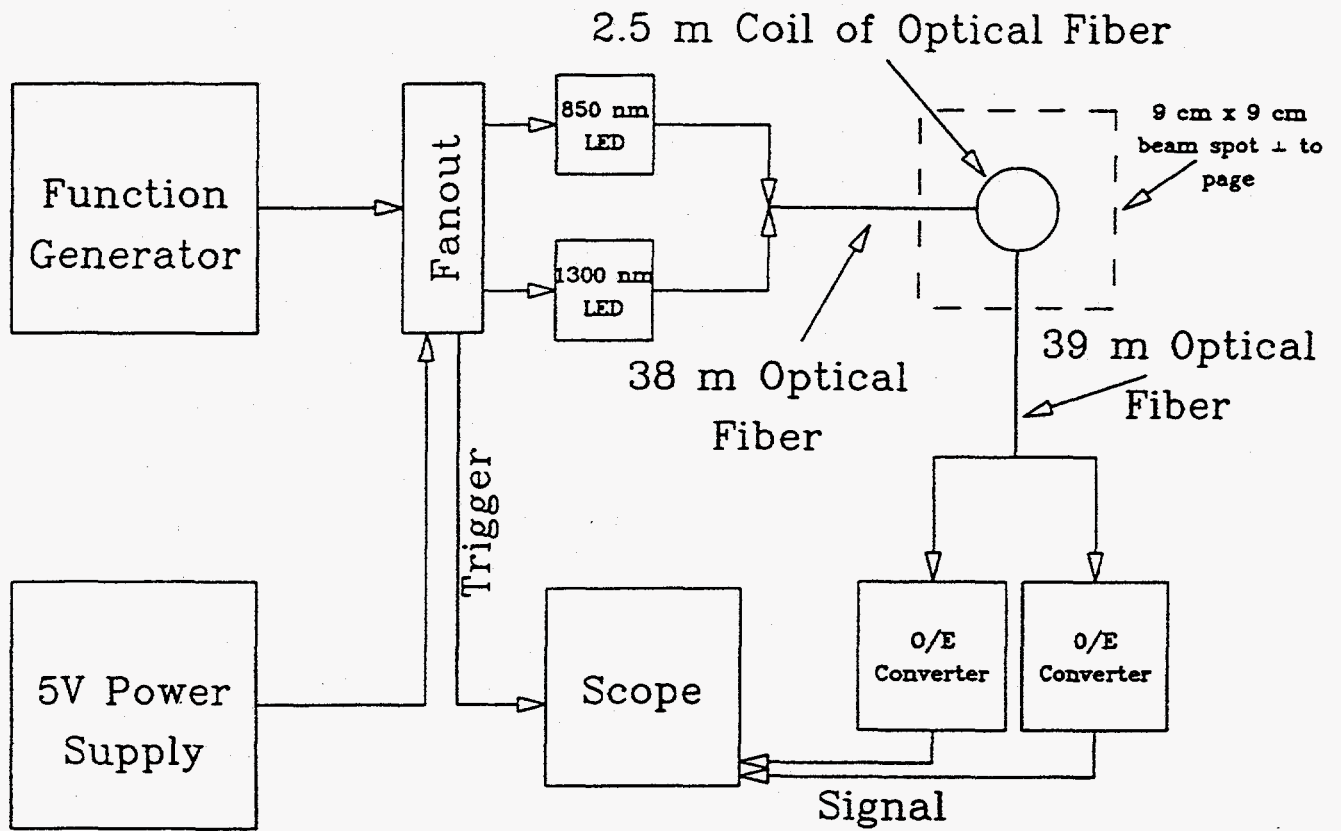 2.5 m Coil of Optical Fiber
Function
Generator
Fanout
850 nm
LED
1300 nm
LED
9 cm x 9 cm
beam spot ⊥ to
page
38 m Optical
Fiber
39 m Optical
Fiber
Trigger
5V Power
Supply
Scope
O/E
Converter
O/E
Converter
Signal